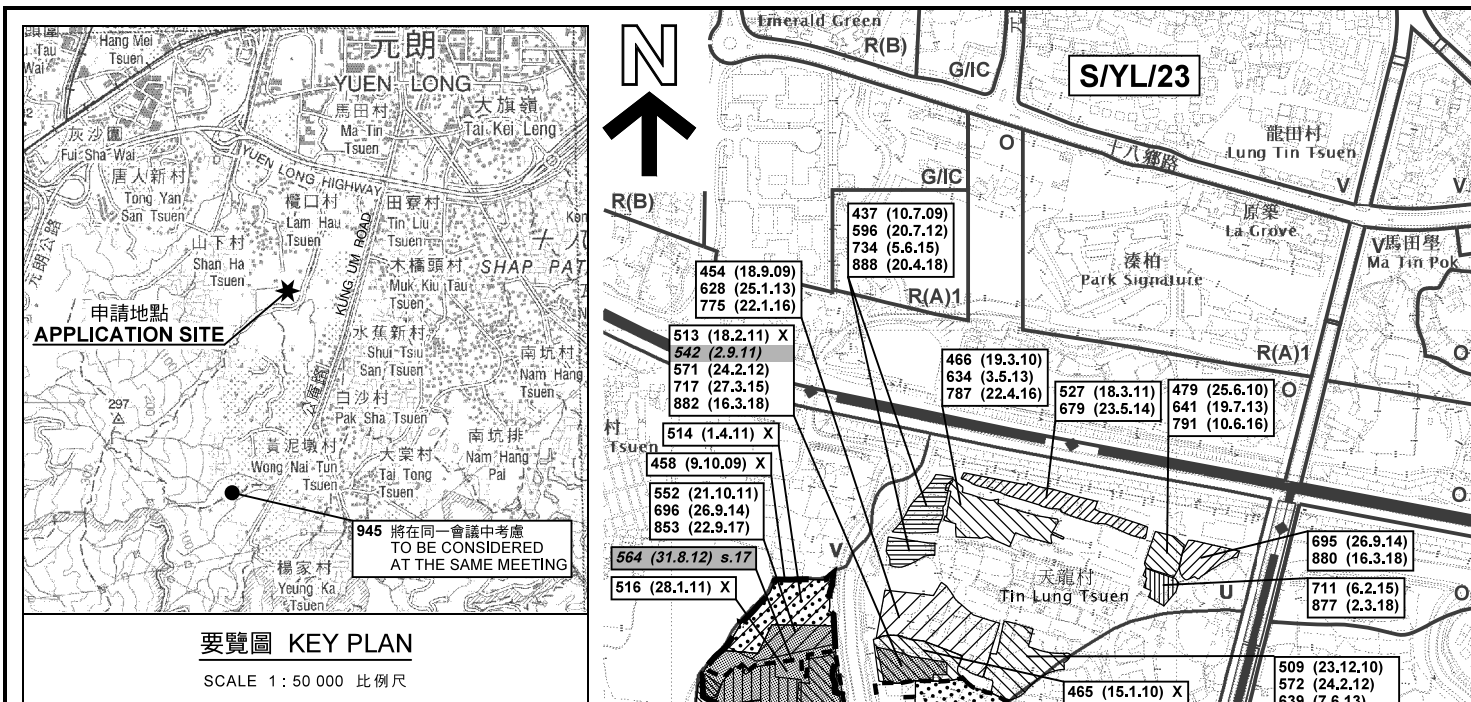 Hang Mei
Tsuen
元朗
YUEN LONG
馬田村
Ma Tin
Tsuen
大旗嶺
Tai Kei Leng
灰沙圍
Fui Sha Wai
唐人新村
Tong Yan
San Tsuen
YUEN LONG HIGHWAY
欖口村
Lam Hau
Tsuen
田寮村
Tin Liu
Tsuen
KUNG UM ROAD
元朗公路
山下村
Shan Ha
Tsuen
木橋頭村
Muk Kiu Tau
Tsuen
十八
SHAP PAT
申請地點
APPLICATION SITE
水蕉新村
Shui Tsiu
San Tsuen
南坑村
Nam Hang
Tsuen
公庵路
白沙村
Pak Sha Tsuen
297
200
黃泥墩村
Wong Nai Tun
Tsuen
大棠村
Tai Tong
Tsuen
南坑排
Nam Hang
Pai
945 將在同一會議中考慮
TO BE CONSIDERED
AT THE SAME MEETING
楊家村
Yeung Ka
Tsuen
要覽圖 KEY PLAN
SCALE 1 : 50 000 比例尺
N
Emerald Green
R(B)
G/IC
S/YL/23
龍田村
Lung Tin Tsuen
O
十八鄉路
G/IC
R(B)
V
V
原築
La Grove
V
馬田壆
Ma Tin Pok
溱柏
Park Signature
R(A)1
R(A)1
O
O
437 (10.7.09)
596 (20.7.12)
734 (5.6.15)
888 (20.4.18)
454 (18.9.09)
628 (25.1.13)
775 (22.1.16)
513 (18.2.11) X
542 (2.9.11)
571 (24.2.12)
717 (27.3.15)
882 (16.3.18)
466 (19.3.10)
634 (3.5.13)
787 (22.4.16)
527 (18.3.11)
679 (23.5.14)
479 (25.6.10)
641 (19.7.13)
791 (10.6.16)
村
Tsuen
514 (1.4.11) X
458 (9.10.09) X
552 (21.10.11)
696 (26.9.14)
853 (22.9.17)
564 (31.8.12) s.17
516 (28.1.11) X
V
O
O
695 (26.9.14)
880 (16.3.18)
天龍村
Tin Lung Tsuen
U
711 (6.2.15)
877 (2.3.18)
O
465 (15.1.10) X
509 (23.12.10)
572 (24.2.12)
639 (7.6.13)